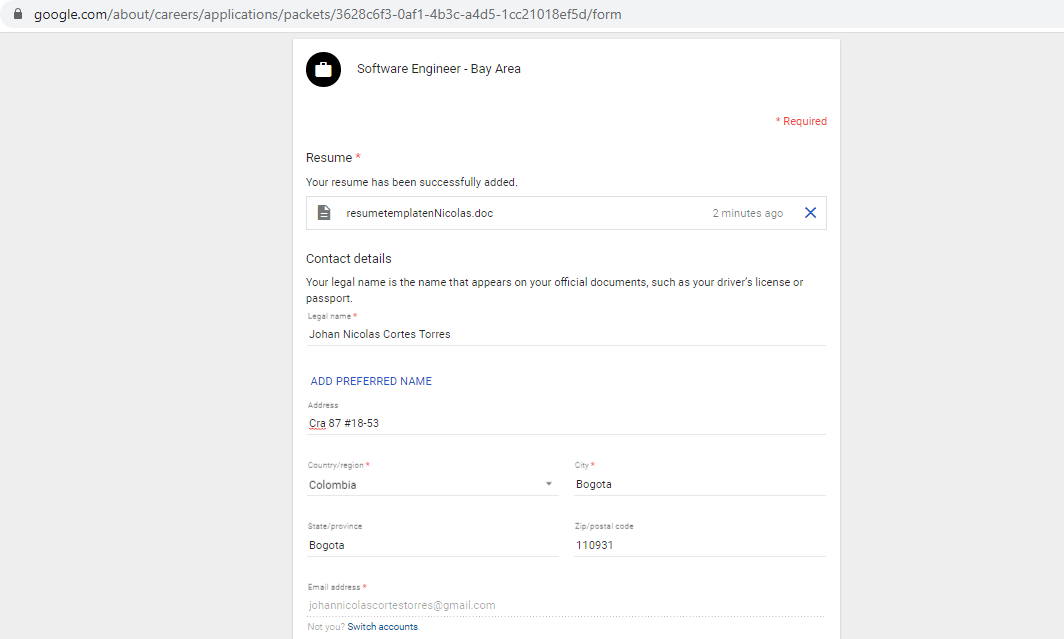 google.com/about/careers/applications/packets/3628c6f3-0af1-4b3c-a4d5-1cc21018ef5d/form
Software Engineer - Bay Area
* Required
Resume *
Your resume has been successfully added.
resumetemplatenNicolas.doc 2 minutes ago
Contact details
Your legal name is the name that appears on your official documents, such as your driver's license or
passport.
Legal name *
Johan Nicolas Cortes Torres
ADD PREFERRED NAME
Address
Cra 87 #18-53
Country/region * City *
Colombia Bogota
State/province Zip/postal code
Bogota 110931
Email address *
johannicolascortestorres@gmail.com
Not you? Switch accounts.